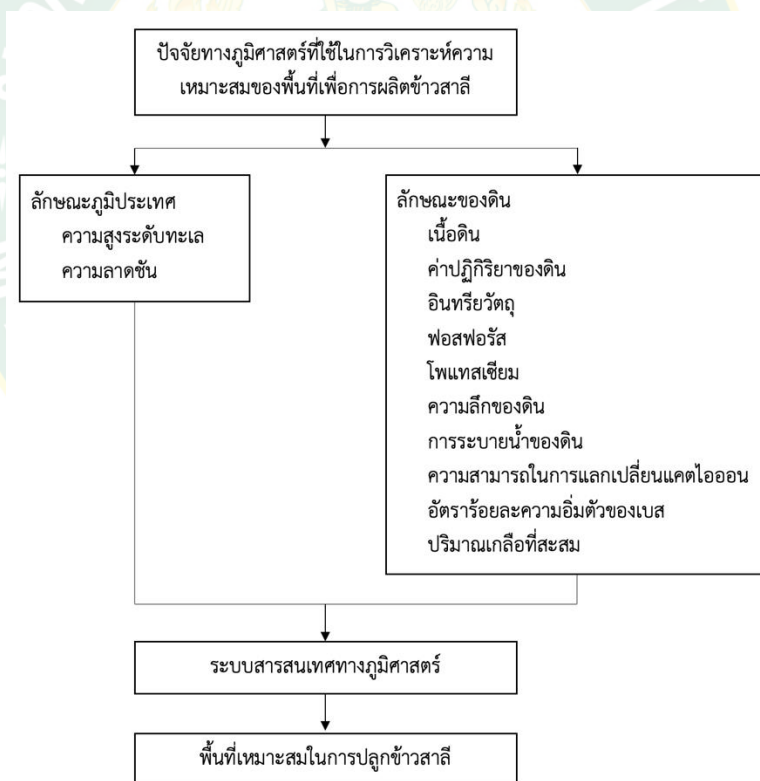 ปัจจัยทางภูมิศาสตร์ที่ใช้ในการวิเคราะห์ความ
เหมาะสมของพื้นที่เพื่อการผลิตข้าวสาลี
ลักษณะภูมิประเทศ
ความสูงระดับทะเล
ความลาดชัน
ลักษณะของดิน
เนื้อดิน
ค่าปฏิกิริยาของดิน
อินทรียวัตถุ
ฟอสฟอรัส
โพแทสเซียม
ความลึกของดิน
การระบายน้ำของดิน
ความสามารถในการแลกเปลี่ยนแคตไอออน
อัตราร้อยละความอิ่มตัวของเบส
ปริมาณเกลือที่สะสม
ระบบสารสนเทศทางภูมิศาสตร์
พื้นที่เหมาะสมในการปลูกข้าวสาลี